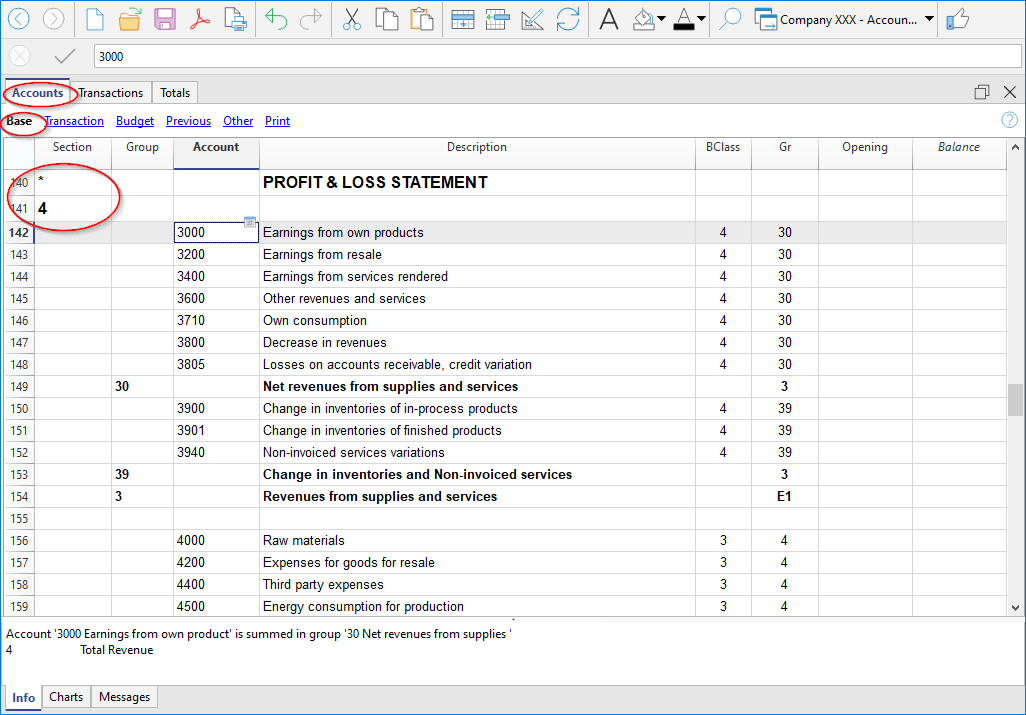 Company XXX - Accoun...
3000
Accounts Transactions Totals
Base Transaction Budget Previous Other Print
Section Group Account Description BClass Gr Opening Balance
140 * PROFIT & LOSS STATEMENT
141 4
142 3000 Earnings from own products 4 30
143 3200 Earnings from resale 4 30
144 3400 Earnings from services rendered 4 30
145 3600 Other revenues and services 4 30
146 3710 Own consumption 4 30
147 3800 Decrease in revenues 4 30
148 3805 Losses on accounts receivable, credit variation 4 30
149 30 Net revenues from supplies and services 3
150 3900 Change in inventories of in-process products 4 39
151 3901 Change in inventories of finished products 4 39
152 3940 Non-invoiced services variations 4 39
153 39 Change in inventories and Non-invoiced services 3
154 3 Revenues from supplies and services E1
155
156 4000 Raw materials 3 4
157 4200 Expenses for goods for resale 3 4
158 4400 Third party expenses 3 4
159 4500 Energy consumption for production 3 4
Account '3000 Earnings from own product' is summed in group '30 Net revenues from supplies '
4 Total Revenue
Info Charts Messages